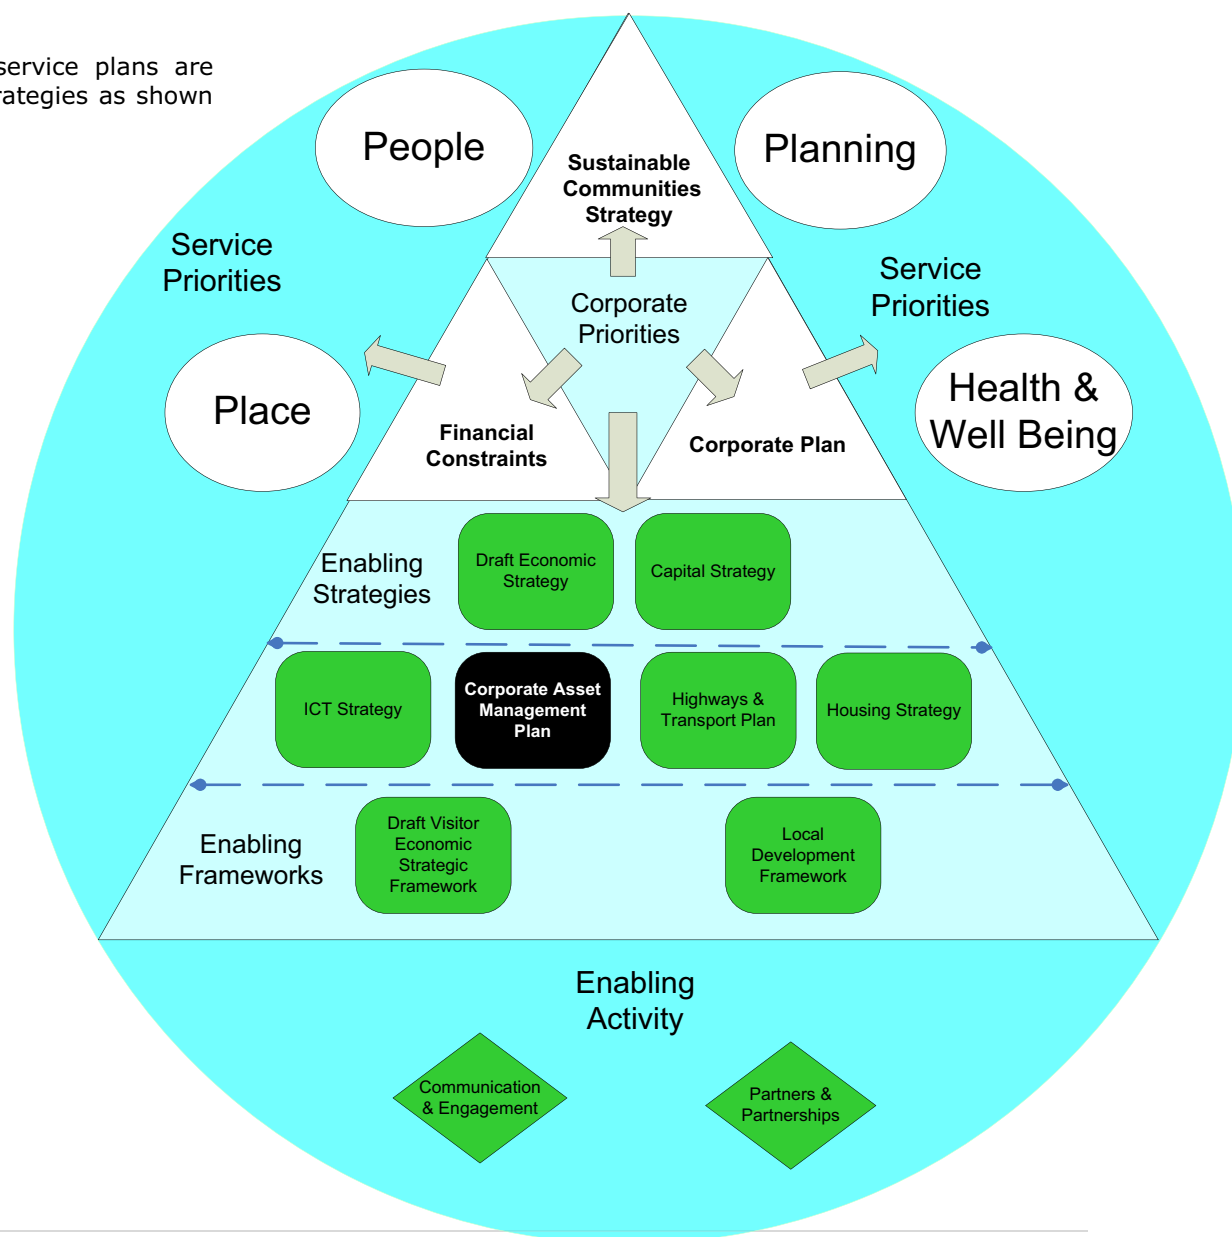 service plans are
rategies as shown
People
Planning
Sustainable
Communities
Strategy
Service
Priorities
Service
Priorities
Corporate
Priorities
Place
Health &
Well Being
Financial
Constraints
Corporate Plan
Enabling
Strategies
Draft Economic
Strategy
Capital Strategy
ICT Strategy
Corporate Asset
Management
Plan
Highways &
Transport Plan
Housing Strategy
Enabling
Frameworks
Draft Visitor
Economic
Strategic
Framework
Local
Development
Framework
Enabling
Activity
Communication
& Engagement
Partners &
Partnerships